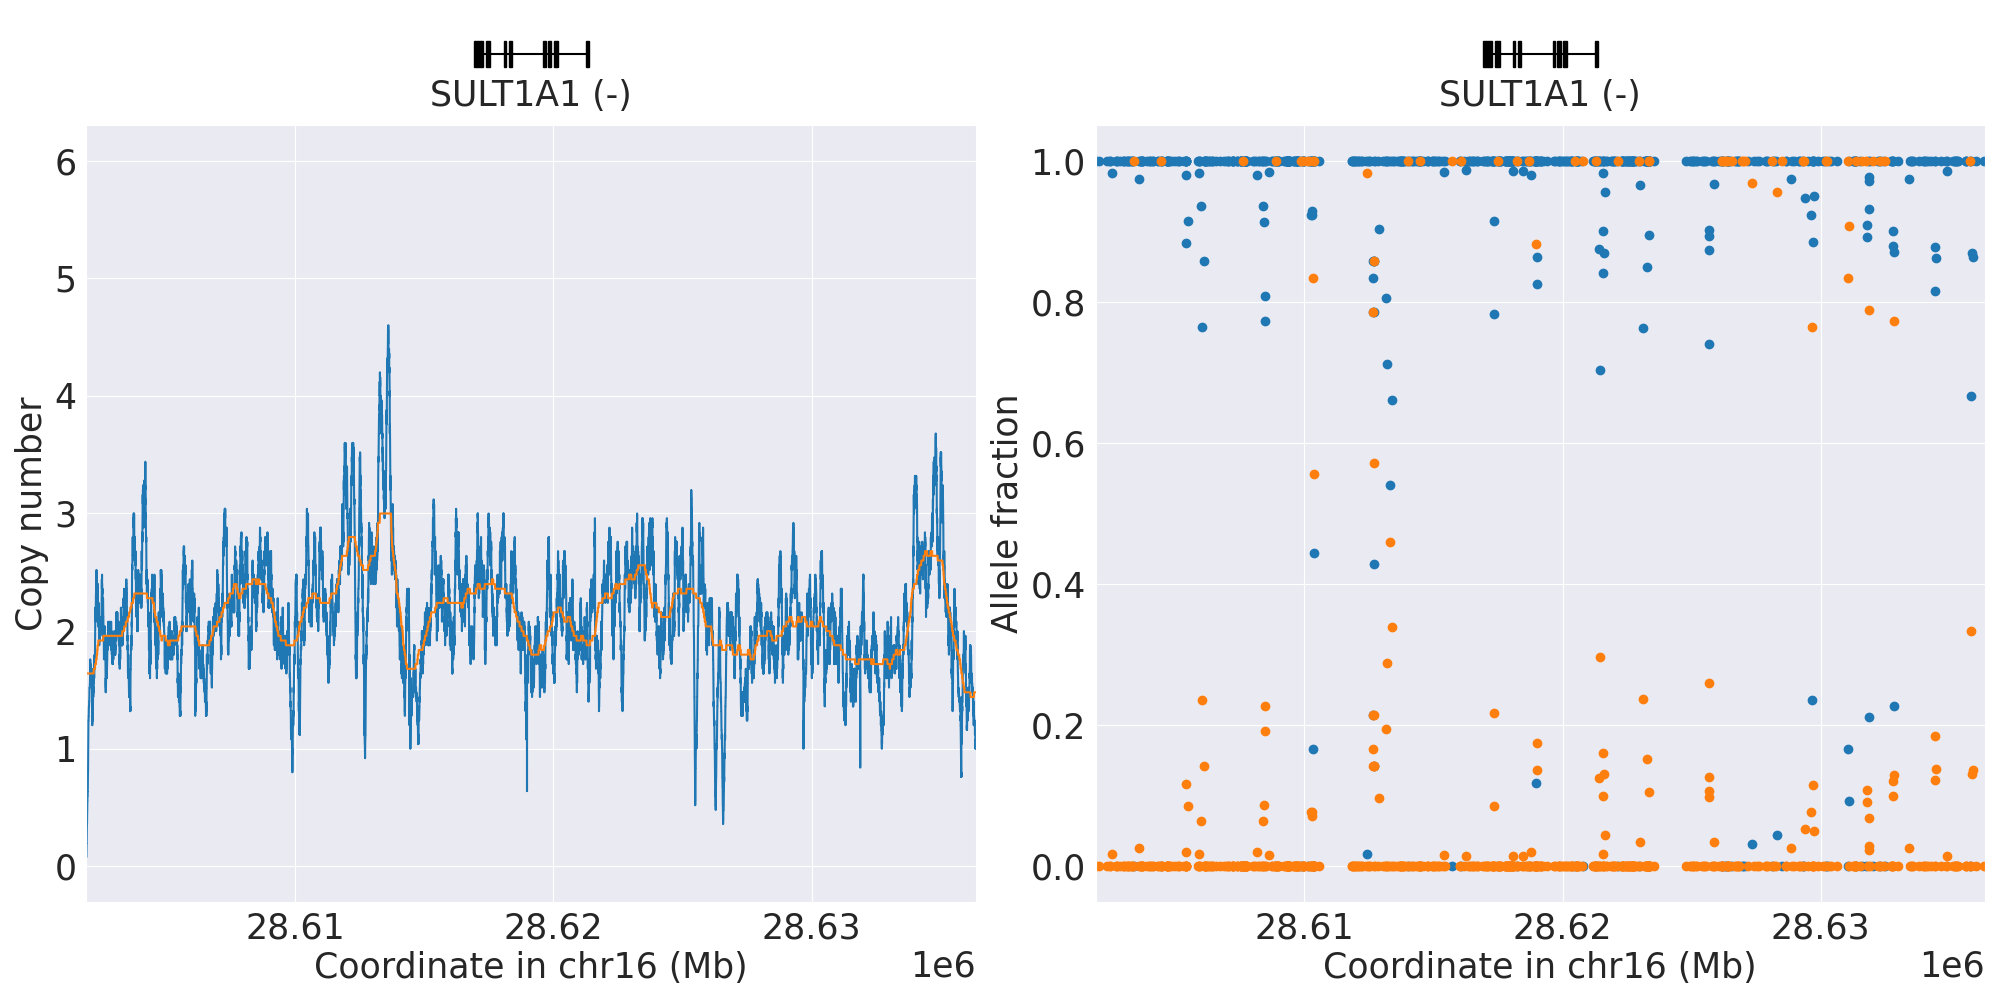 SULT1A1 (-)
6
5
4
3
2
1
0
Copy number
28.61
28.62
28.63
Coordinate in chr16 (Mb)
1e6
SULT1A1 (-)
1.0
0.8
0.6
0.4
0.2
0.0
Allele fraction
28.61
28.62
28.63
Coordinate in chr16 (Mb)
1e6